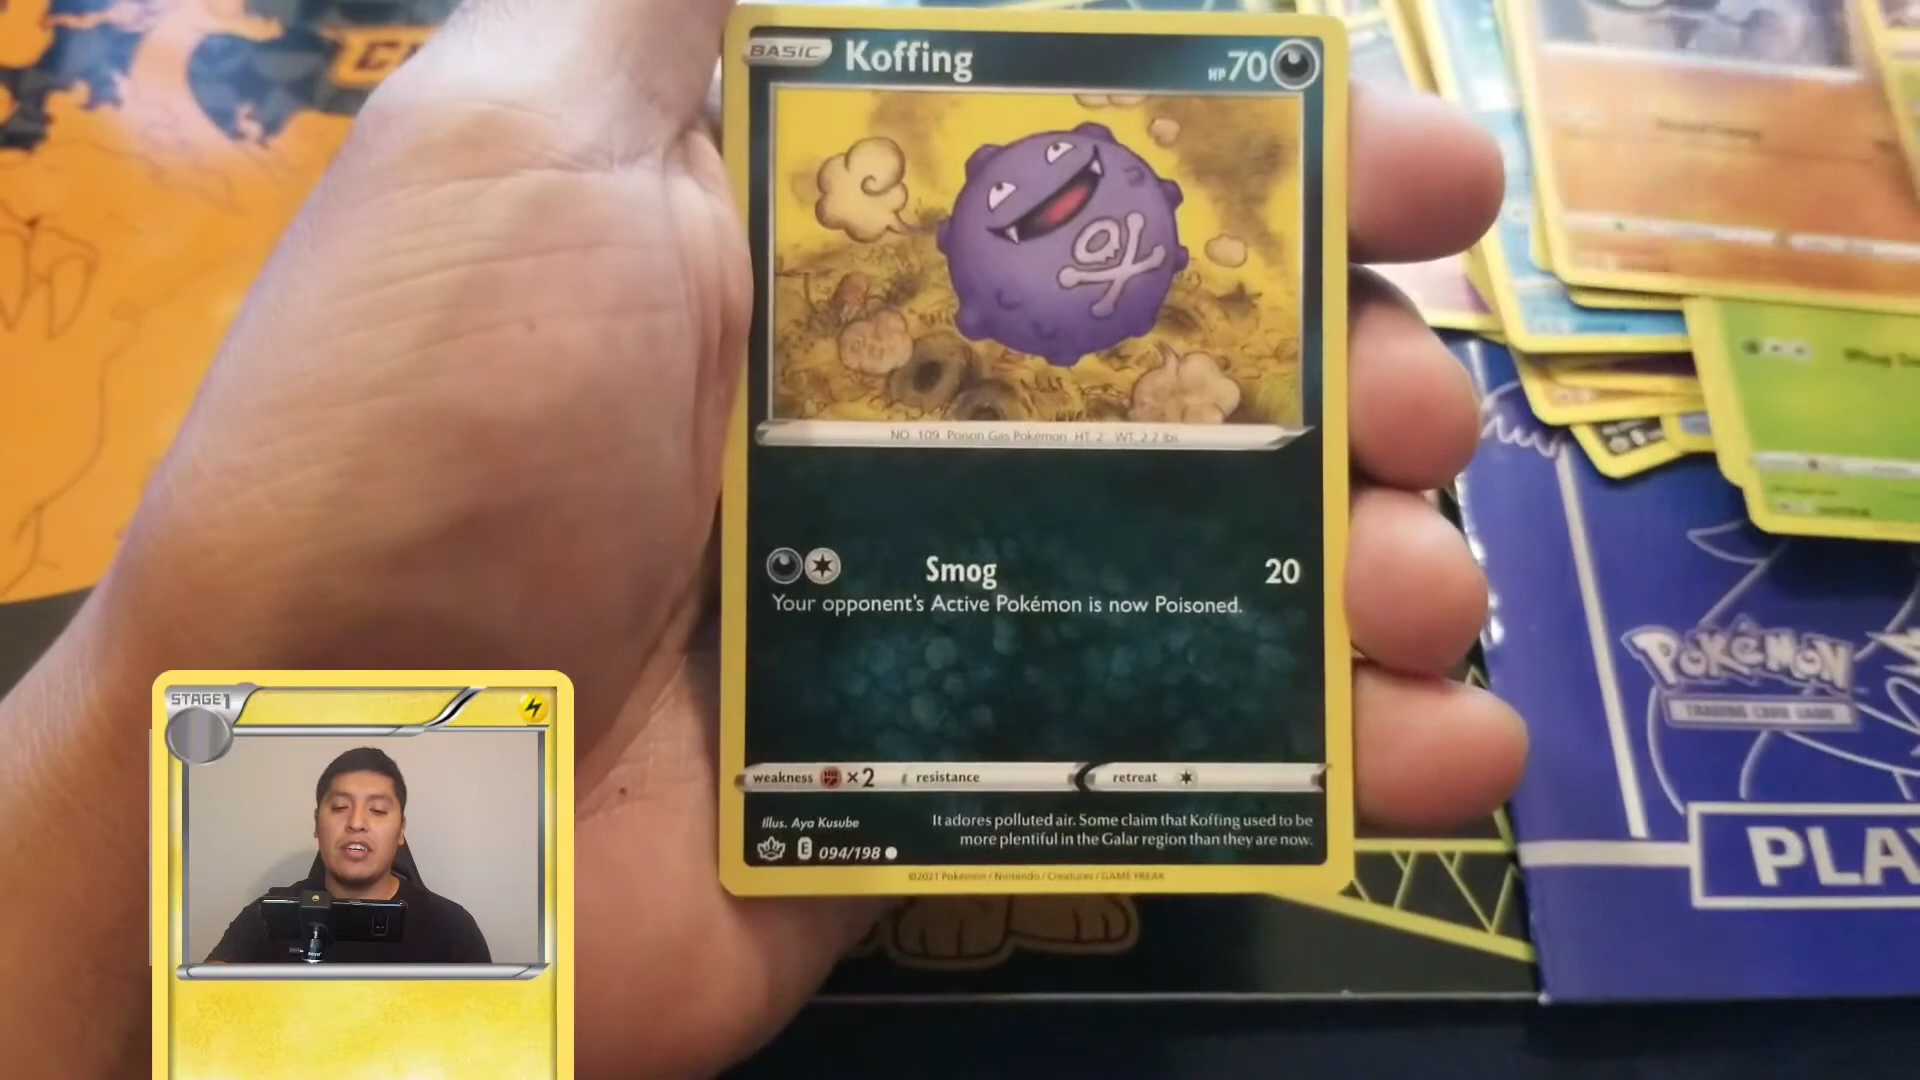 BASIC
Koffing
HP 70
NO. 109 Poison Gas Pokémon HT: 2' WT: 2.2 lbs.
Smog 20
Your opponent's Active Pokémon is now Poisoned.
weakness ×2 resistance retreat
Illus. Aya Kusube
It adores polluted air. Some claim that Koffing used to be
more plentiful in the Galar region than they are now.
E 094/198
©2021 Pokémon / Nintendo / Creatures / GAME FREAK
STAGE1
POKéMON
TRADING CARD GAME
PLA